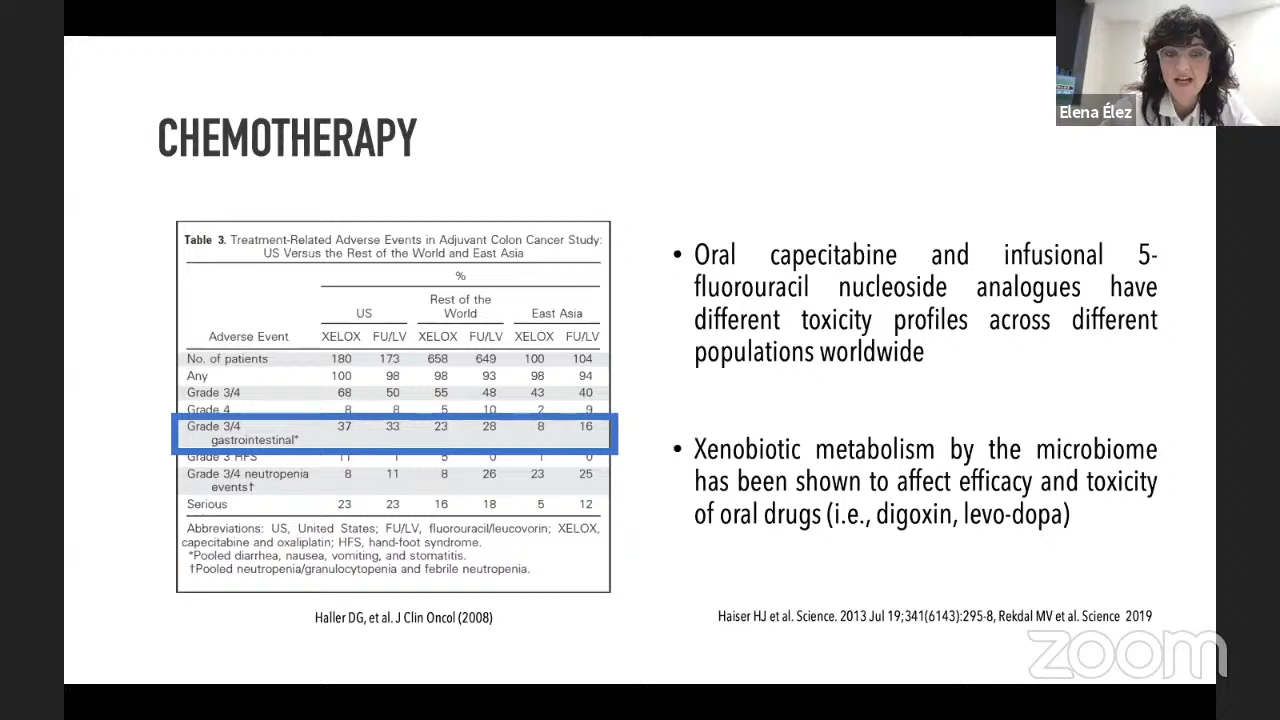 Elena Élez
CHEMOTHERAPY
Table 3. Treatment-Related Adverse Events in Adjuvant Colon Cancer Study:
US Versus the Rest of the World and East Asia
%
US Rest of the World East Asia
Adverse Event XELOX FU/LV XELOX FU/LV XELOX FU/LV
No. of patients 180 173 658 649 100 104
Any 100 98 98 93 98 94
Grade 3/4 68 50 55 48 43 40
Grade 4 8 8 5 10 2 9
Grade 3/4 37 33 23 28 8 16
gastrointestinal*
Grade 3 HFS 11 1 5 0 1 0
Grade 3/4 neutropenia 8 11 8 26 23 25
events†
Serious 23 23 16 18 5 12
Abbreviations: US, United States; FU/LV, fluorouracil/leucovorin; XELOX,
capecitabine and oxaliplatin; HFS, hand-foot syndrome.
*Pooled diarrhea, nausea, vomiting, and stomatitis.
†Pooled neutropenia/granulocytopenia and febrile neutropenia.
Haller DG, et al. J Clin Oncol (2008)
• Oral capecitabine and infusional 5-
fluorouracil nucleoside analogues have
different toxicity profiles across different
populations worldwide
• Xenobiotic metabolism by the microbiome
has been shown to affect efficacy and toxicity
of oral drugs (i.e., digoxin, levo-dopa)
Haiser HJ et al. Science. 2013 Jul 19;341(6143):295-8, Rekdal MV et al. Science 2019
zoom